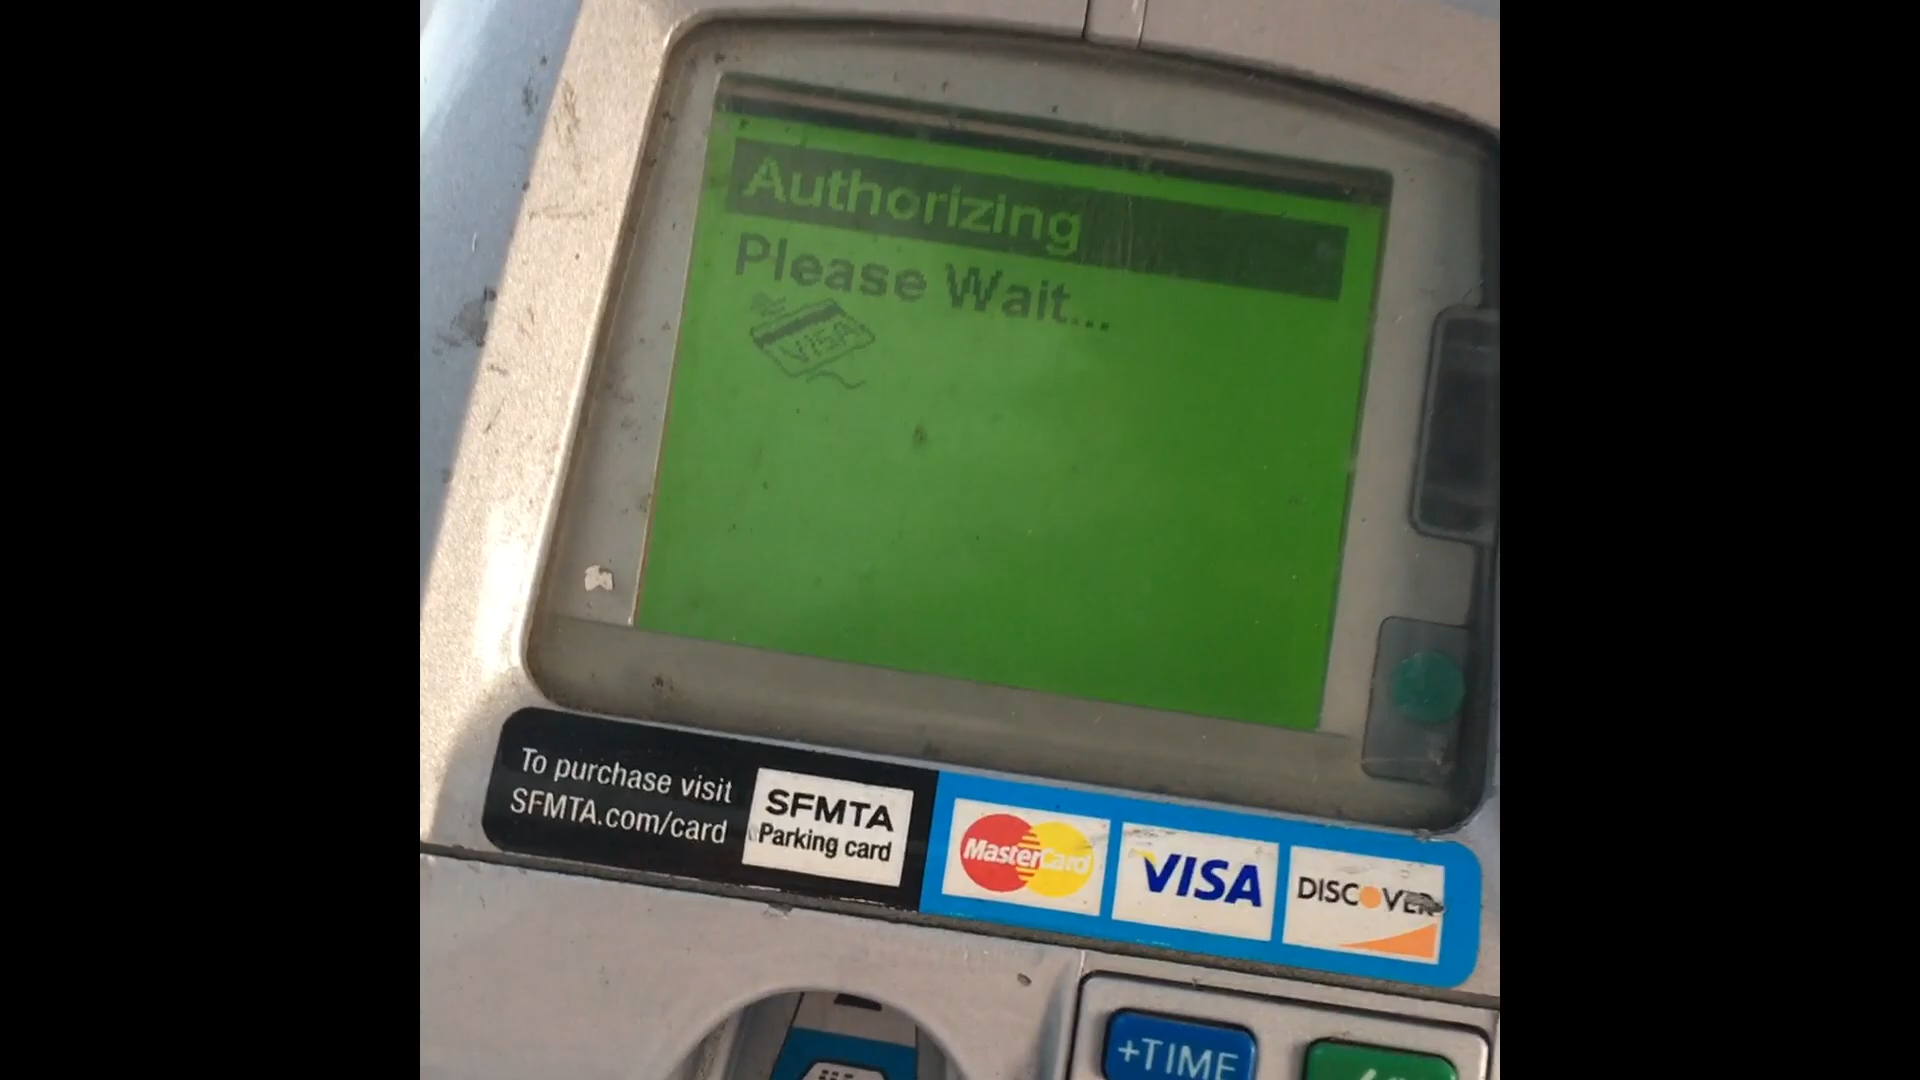 Authorizing
Please Wait...
VISA
To purchase visit
SFMTA.com/card
SFMTA
Parking card
MasterCard
VISA
DISCOVER
+TIME